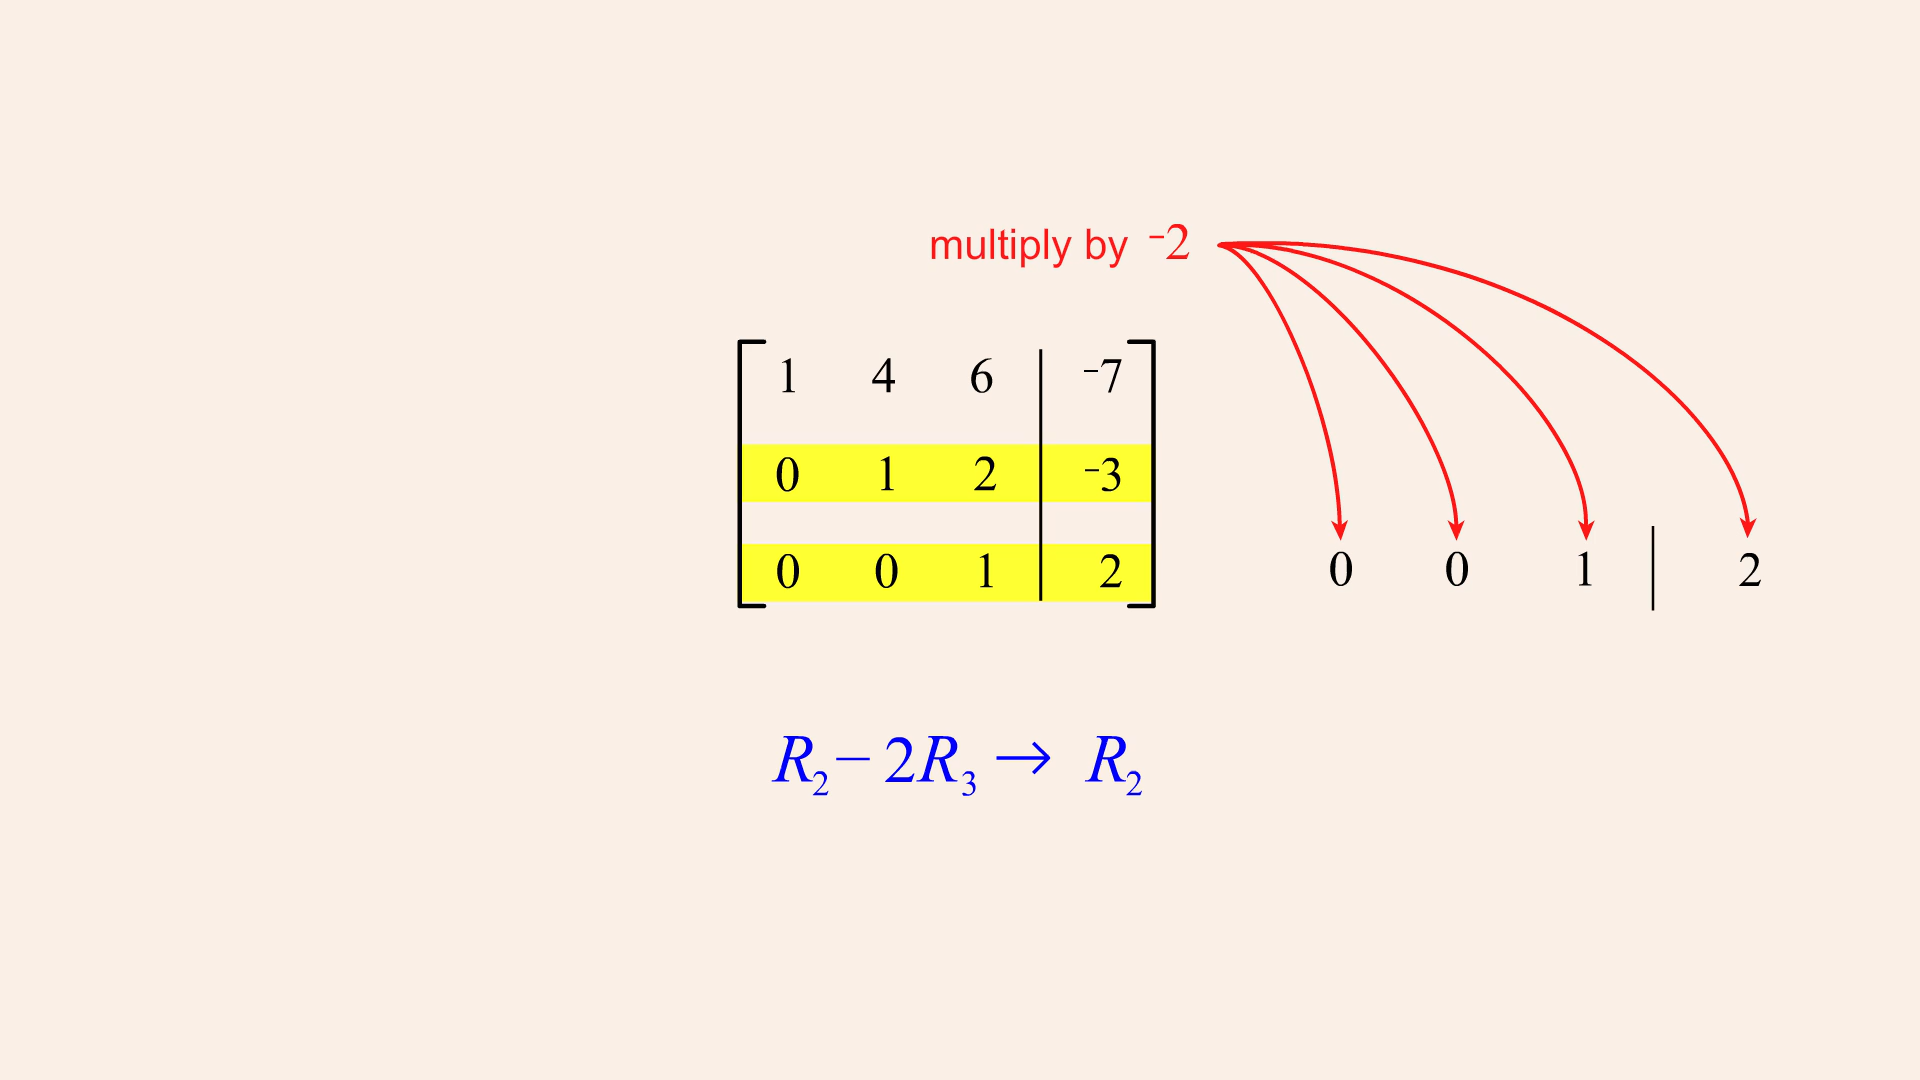 multiply by ⁻2
1 4 6 | ⁻7
0 1 2 | ⁻3
0 0 1 | 2
0 0 1 | 2
R₂ − 2R₃ → R₂